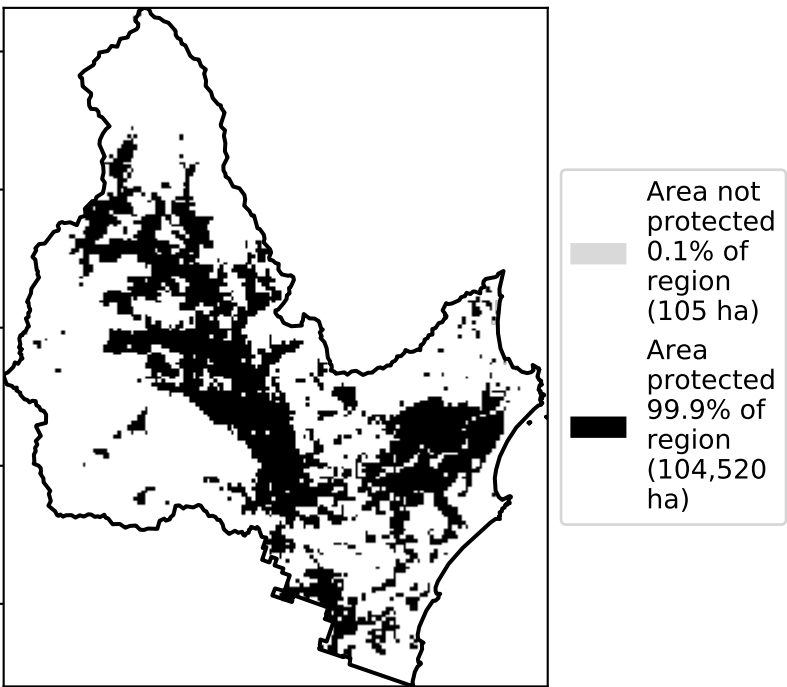 Area not
protected
0.1% of
region
(105 ha)
Area
protected
99.9% of
region
(104,520
ha)